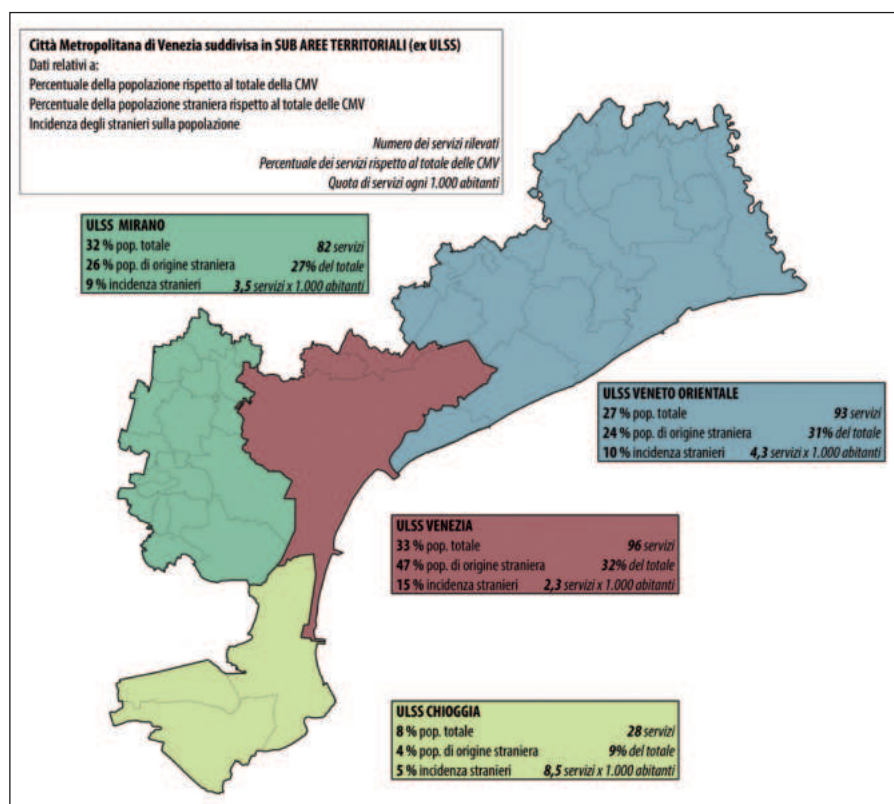 Città Metropolitana di Venezia suddivisa in SUB AREE TERRITORIALI (ex ULSS)
Dati relativi a:
Percentuale della popolazione rispetto al totale della CMV
Percentuale della popolazione straniera rispetto al totale delle CMV
Incidenza degli stranieri sulla popolazione
Numero dei servizi rilevati
Percentuale dei servizi rispetto al totale delle CMV
Quota di servizi ogni 1.000 abitanti
ULSS MIRANO
32 % pop. totale 82 servizi
26 % pop. di origine straniera 27% del totale
9 % incidenza stranieri 3,5 servizi x 1.000 abitanti
ULSS VENETO ORIENTALE
27 % pop. totale 93 servizi
24 % pop. di origine straniera 31% del totale
10 % incidenza stranieri 4,3 servizi x 1.000 abitanti
ULSS VENEZIA
33 % pop. totale 96 servizi
47 % pop. di origine straniera 32% del totale
15 % incidenza stranieri 2,3 servizi x 1.000 abitanti
ULSS CHIOGGIA
8 % pop. totale 28 servizi
4 % pop. di origine straniera 9% del totale
5 % incidenza stranieri 8,5 servizi x 1.000 abitanti